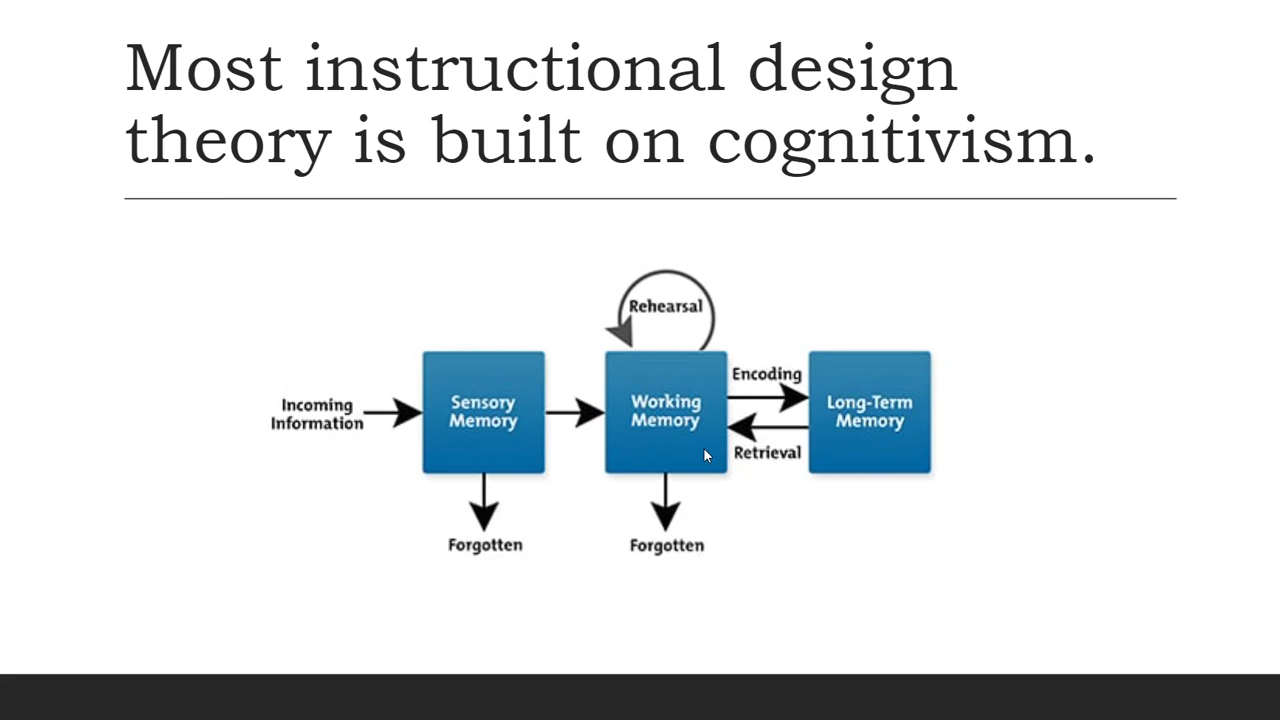 Most instructional design
theory is built on cognitivism.
Rehearsal
Incoming
Information
Sensory
Memory
Working
Memory
Encoding
Retrieval
Long-Term
Memory
Forgotten
Forgotten